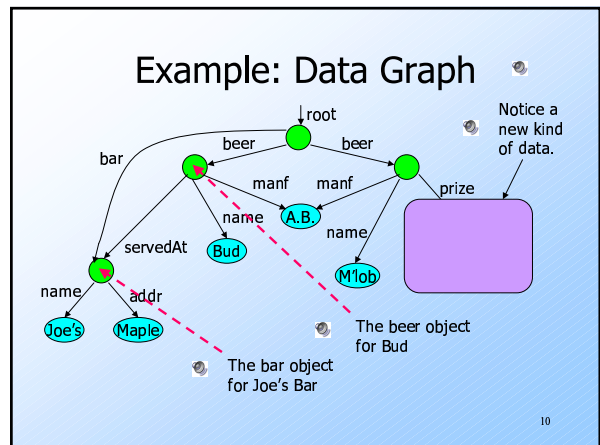 Example: Data Graph
root
Notice a
new kind
of data.
bar
beer
beer
manf
manf
prize
name
A.B.
name
servedAt
Bud
M'lob
name
addr
Joe's
Maple
The beer object
for Bud
The bar object
for Joe's Bar
10